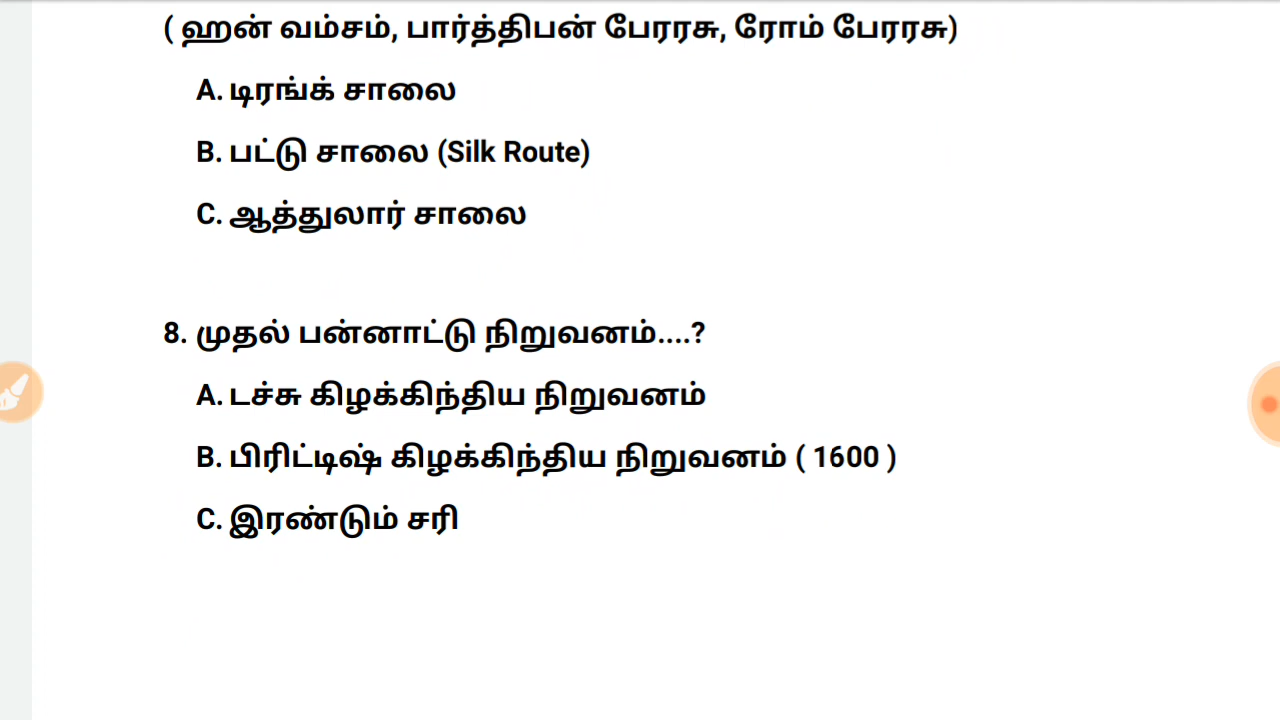 ( ஹன் வம்சம், பார்த்திபன் பேரரசு, ரோம் பேரரசு)
A. டிரங்க் சாலை
B. பட்டு சாலை (Silk Route)
C. ஆத்துலார் சாலை
8. முதல் பன்னாட்டு நிறுவனம்....?
A. டச்சு கிழக்கிந்திய நிறுவனம்
B. பிரிட்டிஷ் கிழக்கிந்திய நிறுவனம் ( 1600 )
C. இரண்டும் சரி